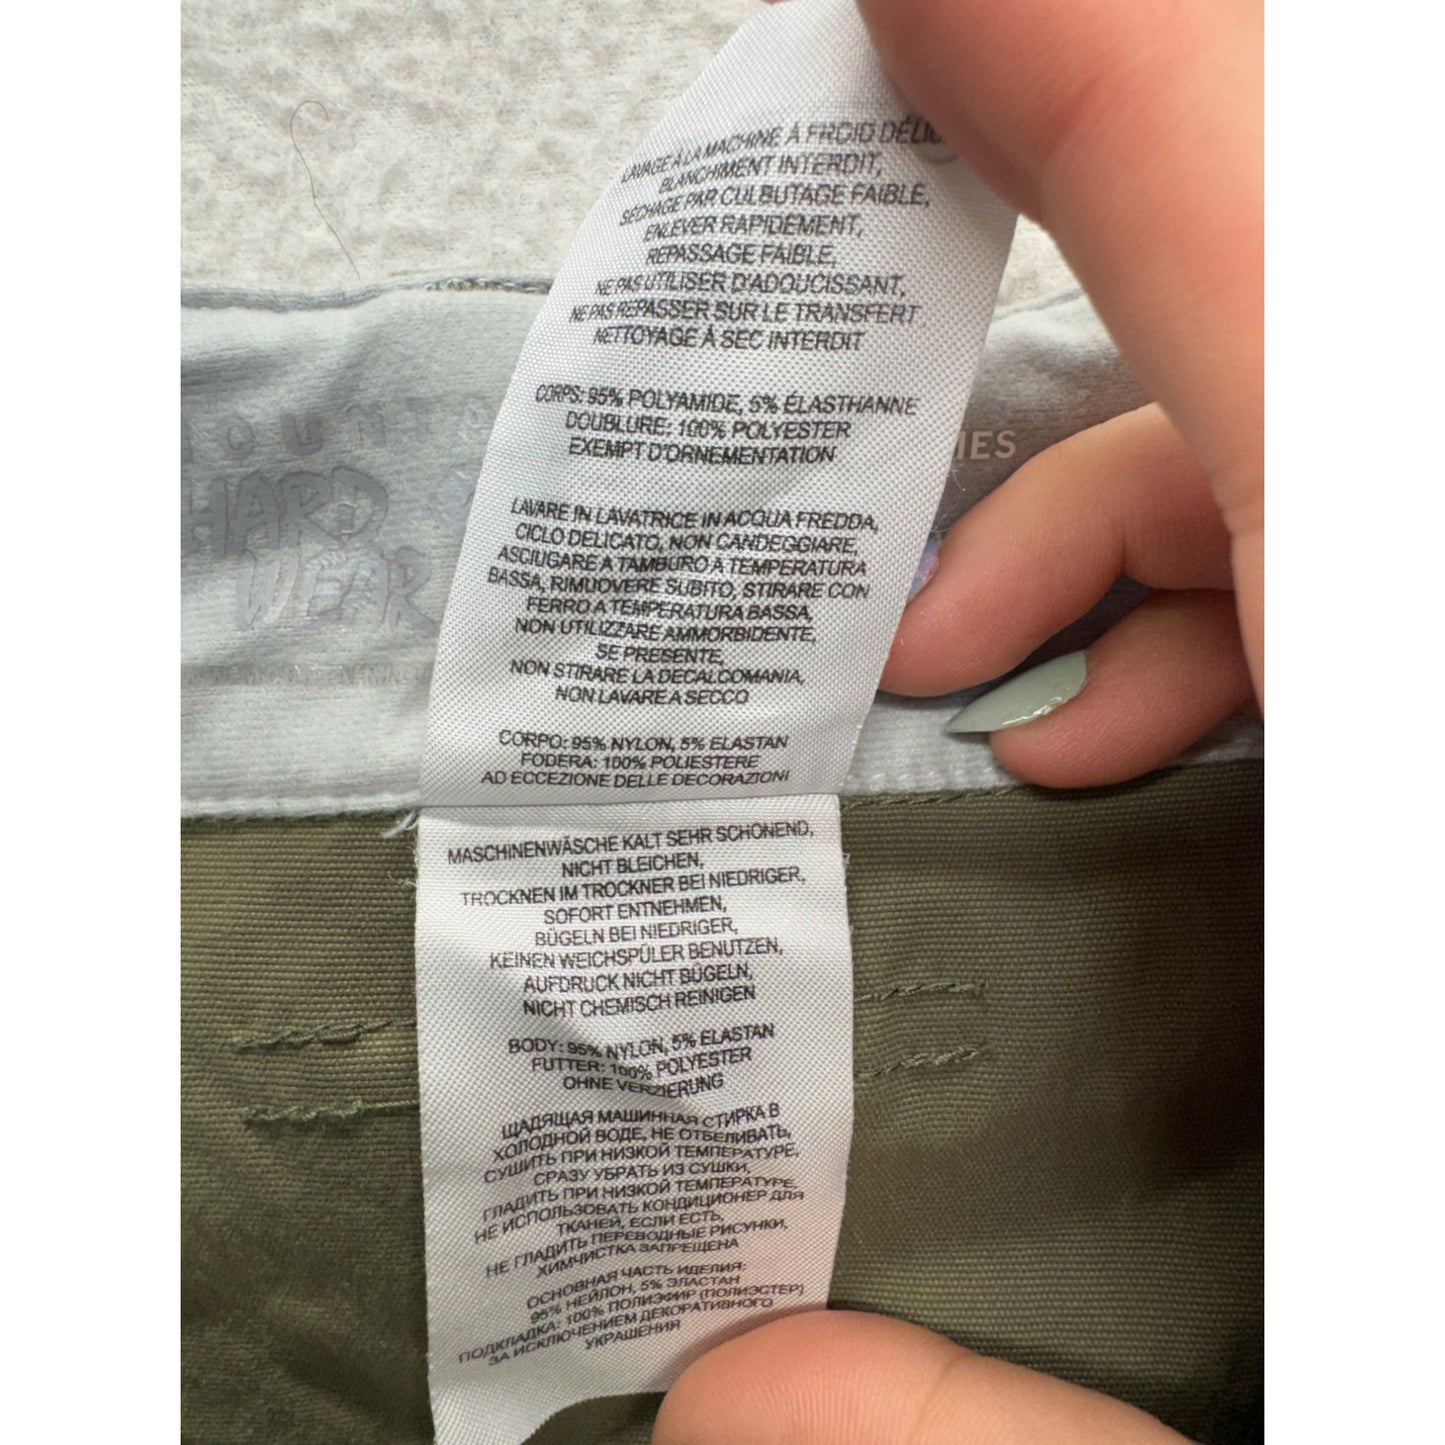 LAVAGE À LA MACHINE À FROID
BLANCHIMENT INTERDIT,
SÉCHAGE PAR CULBUTAGE FAIBLE,
ENLEVER RAPIDEMENT,
REPASSAGE FAIBLE,
NE PAS UTILISER D'ADOUCISSANT,
NE PAS REPASSER SUR LE TRANSFERT
NETTOYAGE À SEC INTERDIT
CORPS: 95% POLYAMIDE, 5% ÉLASTHANNE
DOUBLURE: 100% POLYESTER
EXEMPT D'ORNEMENTATION
LAVARE IN LAVATRICE IN ACQUA FREDDA,
CICLO DELICATO, NON CANDEGGIARE,
ASCIUGARE A TAMBURO A TEMPERATURA
BASSA, RIMUOVERE SUBITO, STIRARE CON
FERRO A TEMPERATURA BASSA,
NON UTILIZZARE AMMORBIDENTE,
SE PRESENTE,
NON STIRARE LA DECALCOMANIA,
NON LAVARE A SECCO
CORPO: 95% NYLON, 5% ELASTAN
FODERA: 100% POLIESTERE
AD ECCEZIONE DELLE DECORAZIONI
MASCHINENWÄSCHE KALT SEHR SCHONEND,
NICHT BLEICHEN,
TROCKNEN IM TROCKNER BEI NIEDRIGER,
SOFORT ENTNEHMEN,
BÜGELN BEI NIEDRIGER,
KEINEN WEICHSPÜLER BENUTZEN,
AUFDRUCK NICHT BÜGELN,
NICHT CHEMISCH REINIGEN
BODY: 95% NYLON, 5% ELASTAN
FUTTER: 100% POLYESTER
OHNE VERZIERUNG
ЩАДЯЩАЯ МАШИННАЯ СТИРКА В
ХОЛОДНОЙ ВОДЕ, НЕ ОТБЕЛИВАТЬ,
СУШИТЬ ПРИ НИЗКОЙ ТЕМПЕРАТУРЕ,
СРАЗУ УБРАТЬ ИЗ СУШКИ,
ГЛАДИТЬ ПРИ НИЗКОЙ ТЕМПЕРАТУРЕ,
НЕ ИСПОЛЬЗОВАТЬ КОНДИЦИОНЕР ДЛЯ
ТКАНЕЙ, ЕСЛИ ЕСТЬ,
НЕ ГЛАДИТЬ ПЕРЕВОДНЫЕ РИСУНКИ,
ХИМЧИСТКА ЗАПРЕЩЕНА
ОСНОВНАЯ ЧАСТЬ ИЗДЕЛИЯ:
95% НЕЙЛОН, 5% ЭЛАСТАН
ПОДКЛАДКА: 100% ПОЛИЭФИР (ПОЛИЭСТЕР)
ЗА ИСКЛЮЧЕНИЕМ ДЕКОРАТИВНОГО
УКРАШЕНИЯ
HARD
WEAR